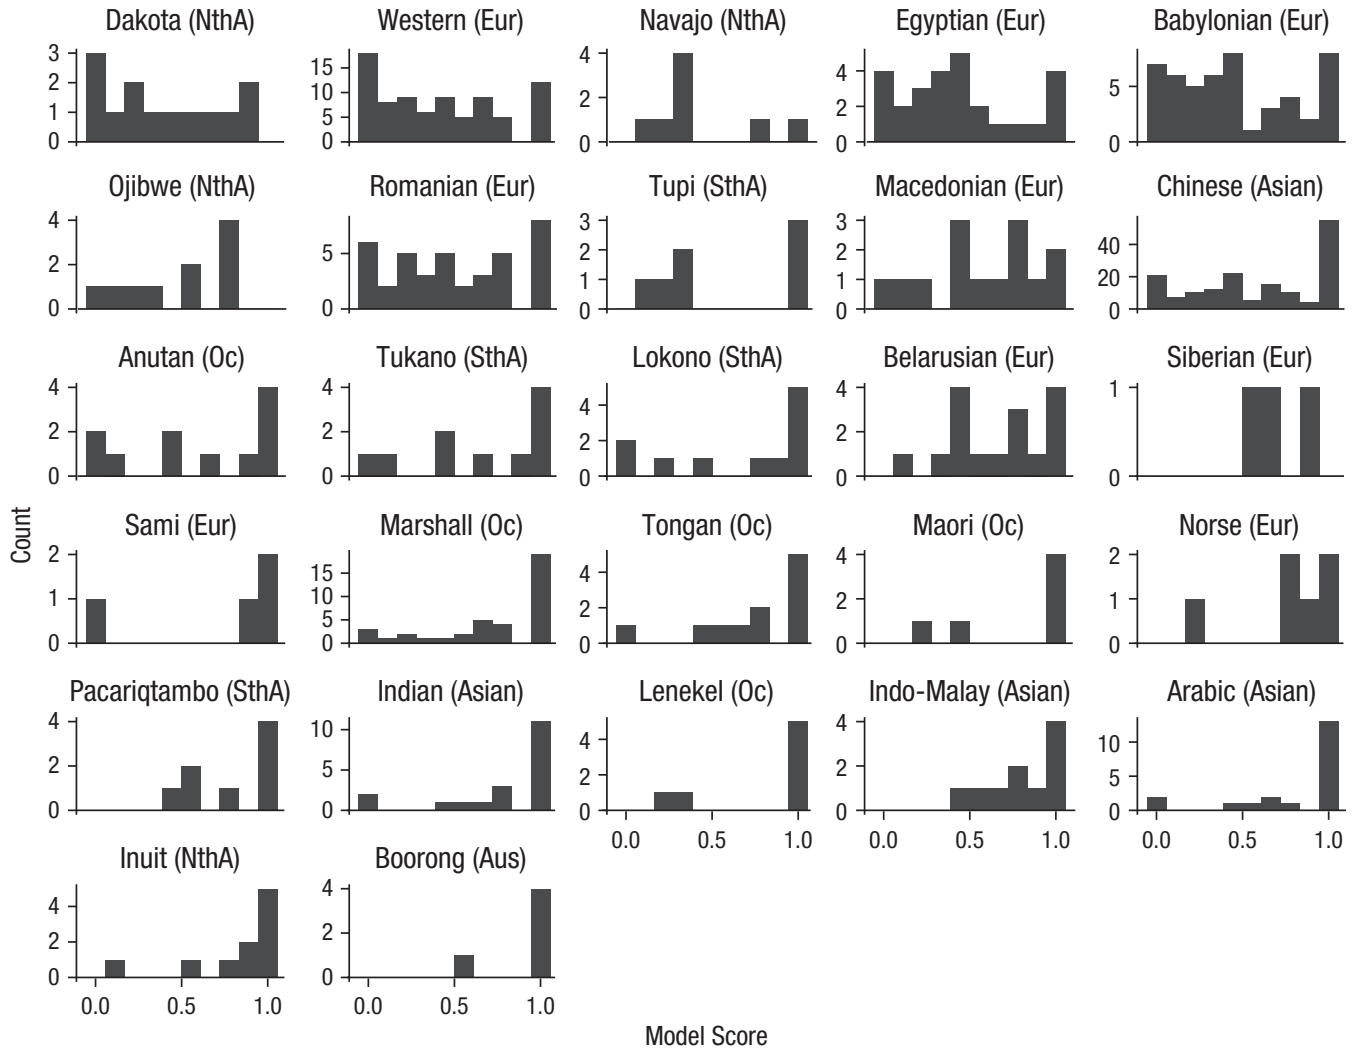 Dakota (NthA) Western (Eur) Navajo (NthA) Egyptian (Eur) Babylonian (Eur)
3 2 1 0 15 10 5 0 4 2 0 4 2 0 5 0
Ojibwe (NthA) Romanian (Eur) Tupi (SthA) Macedonian (Eur) Chinese (Asian)
4 2 0 5 0 3 2 1 0 3 2 1 0 40 20 0
Anutan (Oc) Tukano (SthA) Lokono (SthA) Belarusian (Eur) Siberian (Eur)
4 2 0 4 2 0 4 2 0 4 2 0 1 0
Count
Sami (Eur) Marshall (Oc) Tongan (Oc) Maori (Oc) Norse (Eur)
2 1 0 15 10 5 0 4 2 0 4 2 0 2 1 0
Pacariqtambo (SthA) Indian (Asian) Lenekel (Oc) Indo-Malay (Asian) Arabic (Asian)
4 2 0 10 5 0 4 2 0 4 2 0 10 5 0
0.0 0.5 1.0 0.0 0.5 1.0 0.0 0.5 1.0
Inuit (NthA) Boorong (Aus)
4 2 0 4 2 0
0.0 0.5 1.0 0.0 0.5 1.0
Model Score